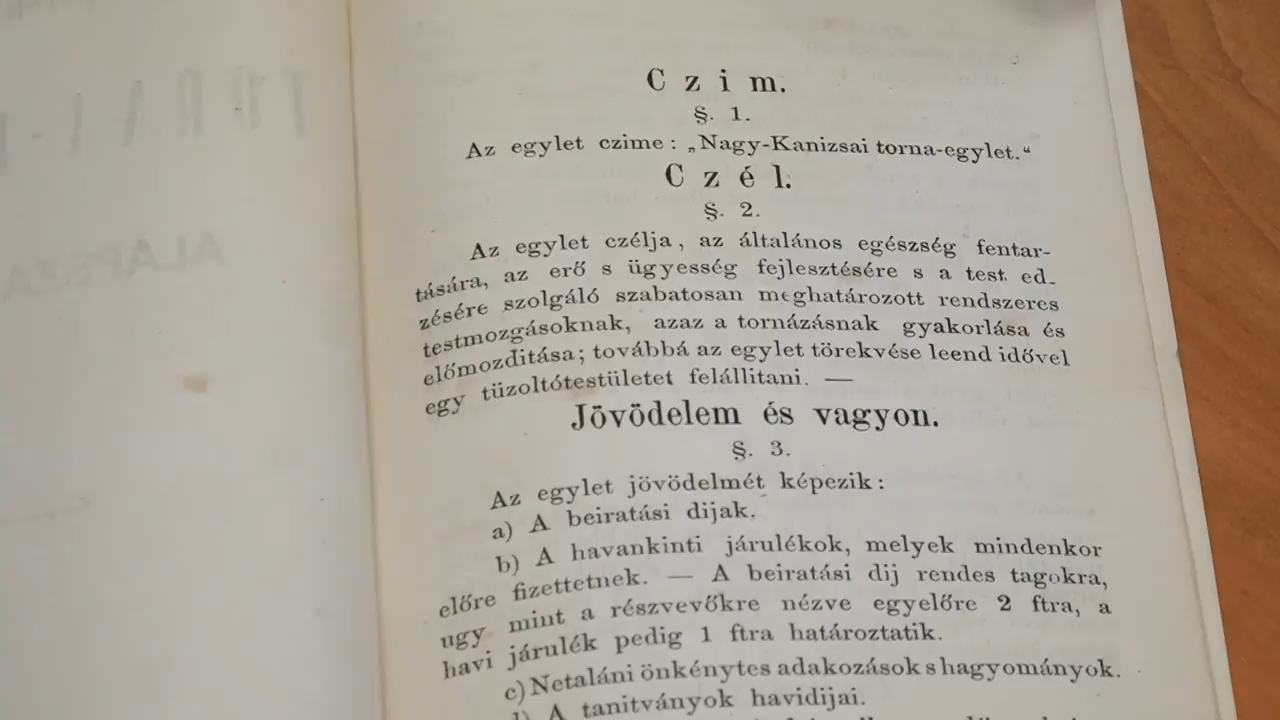 C z i m.
§. 1.
Az egylet czime: „Nagy-Kanizsai torna-egylet.“
C z é l.
§. 2.
Az egylet czélja, az általános egészség fentar-
tására, az erő s ügyesség fejlesztésére s a test ed-
zésére szolgáló szabatosan meghatározott rendszeres
testmozgásoknak, azaz a tornázásnak gyakorlása és
előmozditása; továbbá az egylet törekvése leend idővel
egy tüzoltótestületet felállitani. —
Jövödelem és vagyon.
§. 3.
Az egylet jövödelmét képezik:
a) A beiratási dijak.
b) A havankinti járulékok, melyek mindenkor
előre fizettetnek. — A beiratási dij rendes tagokra,
ugy mint a részvevőkre nézve egyelőre 2 ftra, a
havi járulék pedig 1 ftra határoztatik.
c) Netaláni önkénytes adakozások s hagyományok.
d) A tanitványok havidijai.